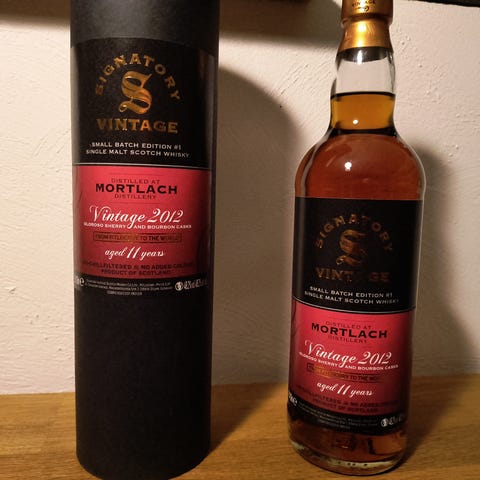 SIGNATORY
S
VINTAGE
SMALL BATCH EDITION #1
SINGLE MALT SCOTCH WHISKY
DISTILLED AT
MORTLACH
DISTILLERY
Vintage 2012
OLOROSO SHERRY AND BOURBON CASKS
FROM PITLOCHRY TO THE WORLD
aged 11 years
NO ADDED
PRODUCT OF SCOTLAND
SIGNATORY
S
VINTAGE
SMALL BATCH EDITION #1
SINGLE MALT SCOTCH WHISKY
DISTILLED AT
MORTLACH
DISTILLERY
Vintage 2012
OLOROSO SHERRY AND BOURBON CASKS
TO THE
aged 11 years
PRODUCT OF SCOTLAND